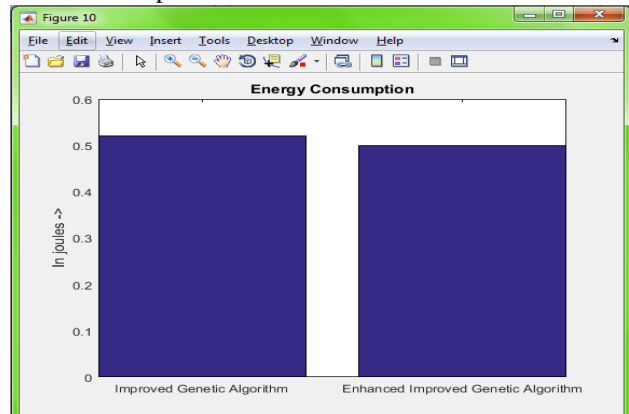 Figure 10
File Edit View Insert Tools Desktop Window Help
Energy Consumption
0.6
0.5
0.4
0.3
0.2
0.1
0
In joules ->
Improved Genetic Algorithm
Enhanced Improved Genetic Algorithm